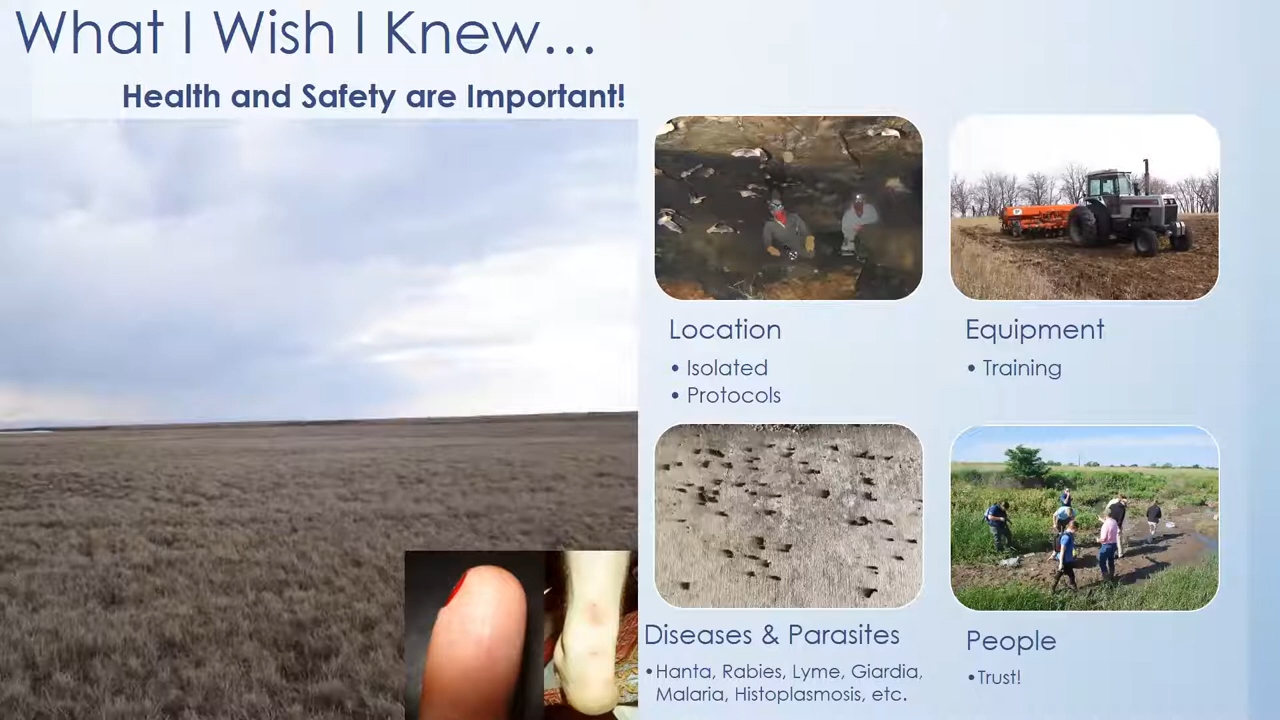 What I Wish I Knew…
Health and Safety are Important!
Location
• Isolated
• Protocols
Equipment
• Training
Diseases & Parasites
•Hanta, Rabies, Lyme, Giardia,
Malaria, Histoplasmosis, etc.
People
•Trust!